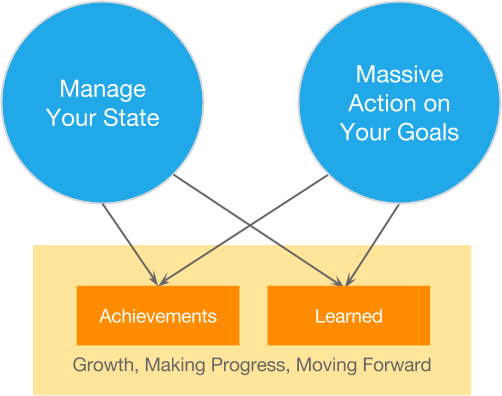 Manage
Your State
Massive
Action on
Your Goals
Achievements
Learned
Growth, Making Progress, Moving Forward